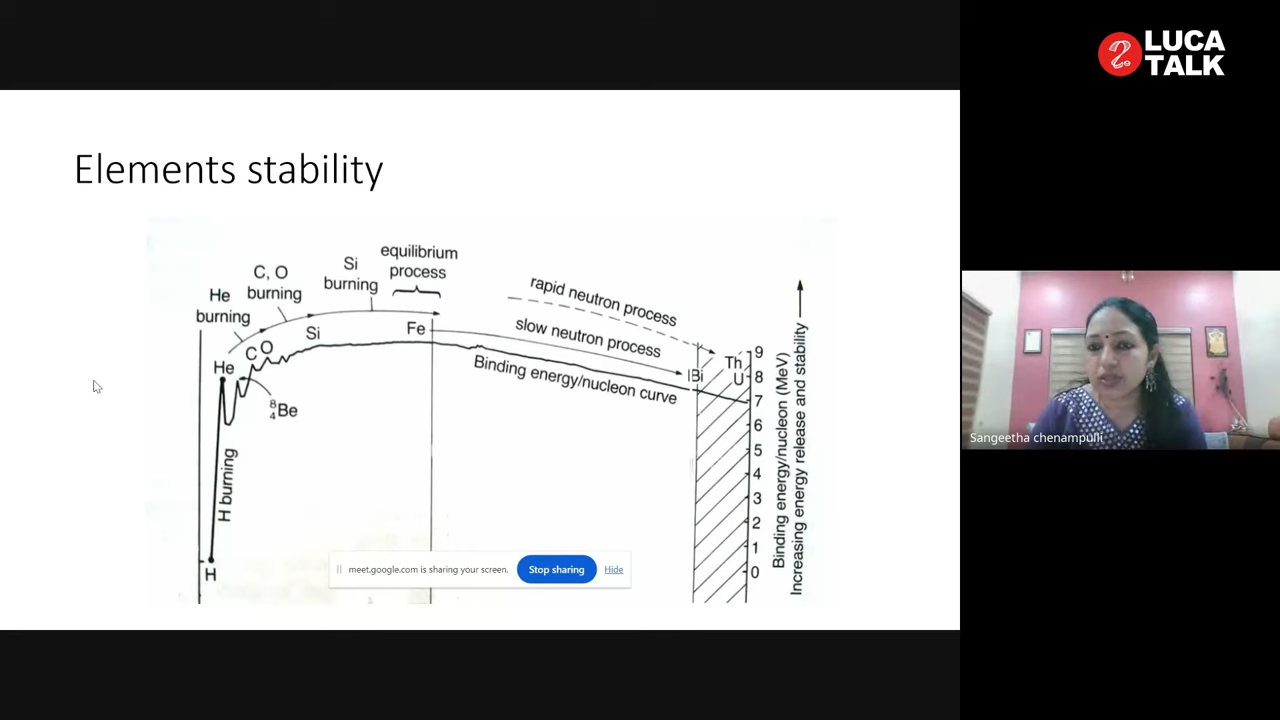 LUCA
TALK
Elements stability
equilibrium
process
Si
burning
C, O
burning
He
burning
rapid neutron process
slow neutron process
Binding energy/nucleon curve
Fe
Si
C O
He
8
4Be
H burning
H
Bi
Th
U
9
8
7
6
5
4
3
2
1
0
Binding energy/nucleon (MeV)
Increasing energy release and stability
meet.google.com is sharing your screen.
Stop sharing
Hide
Sangeetha chenampulli